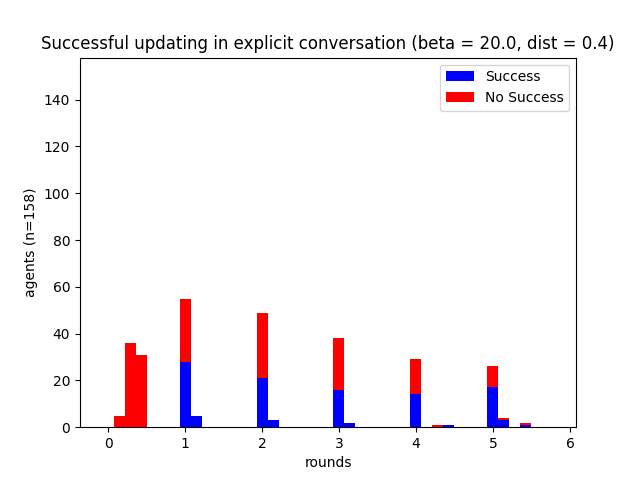 Successful updating in explicit conversation (beta = 20.0, dist = 0.4)
Success
No Success
agents (n=158)
140
120
100
80
60
40
20
0
0 1 2 3 4 5 6
rounds